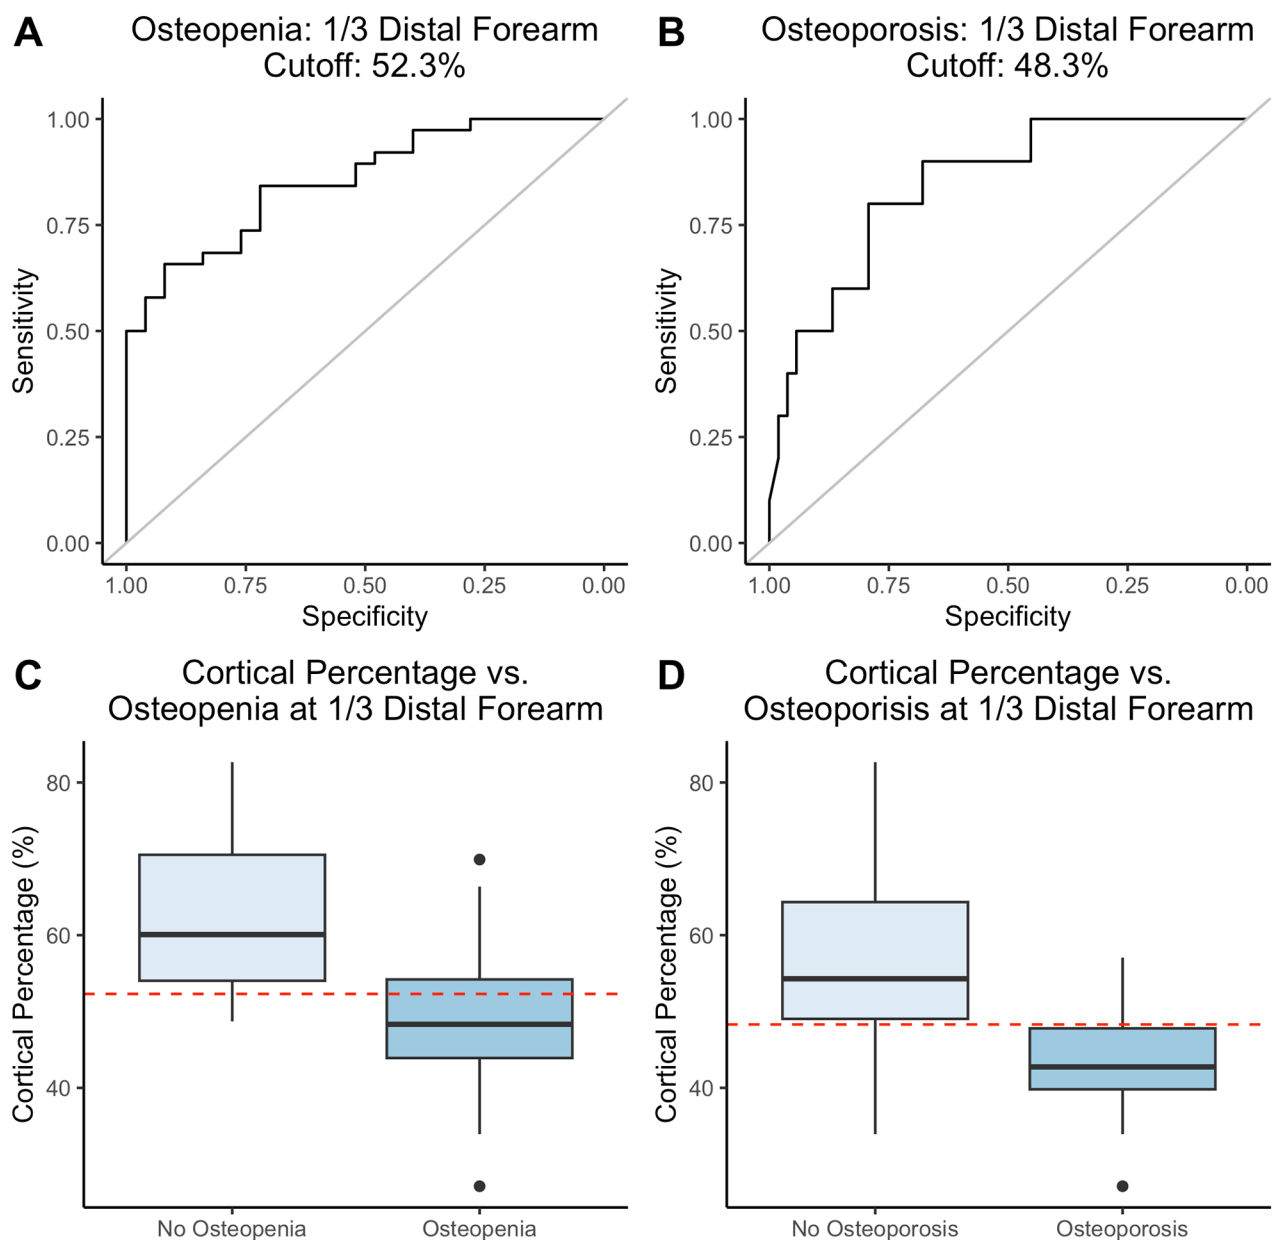 A
Osteopenia: 1/3 Distal Forearm
Cutoff: 52.3%
1.00
0.75
0.50
0.25
0.00
Sensitivity
1.00 0.75 0.50 0.25 0.00
Specificity
B
Osteoporosis: 1/3 Distal Forearm
Cutoff: 48.3%
1.00
0.75
0.50
0.25
0.00
Sensitivity
1.00 0.75 0.50 0.25 0.00
Specificity
C
Cortical Percentage vs.
Osteopenia at 1/3 Distal Forearm
80
60
40
Cortical Percentage (%)
No Osteopenia Osteopenia
D
Cortical Percentage vs.
Osteoporisis at 1/3 Distal Forearm
80
60
40
Cortical Percentage (%)
No Osteoporosis Osteoporosis